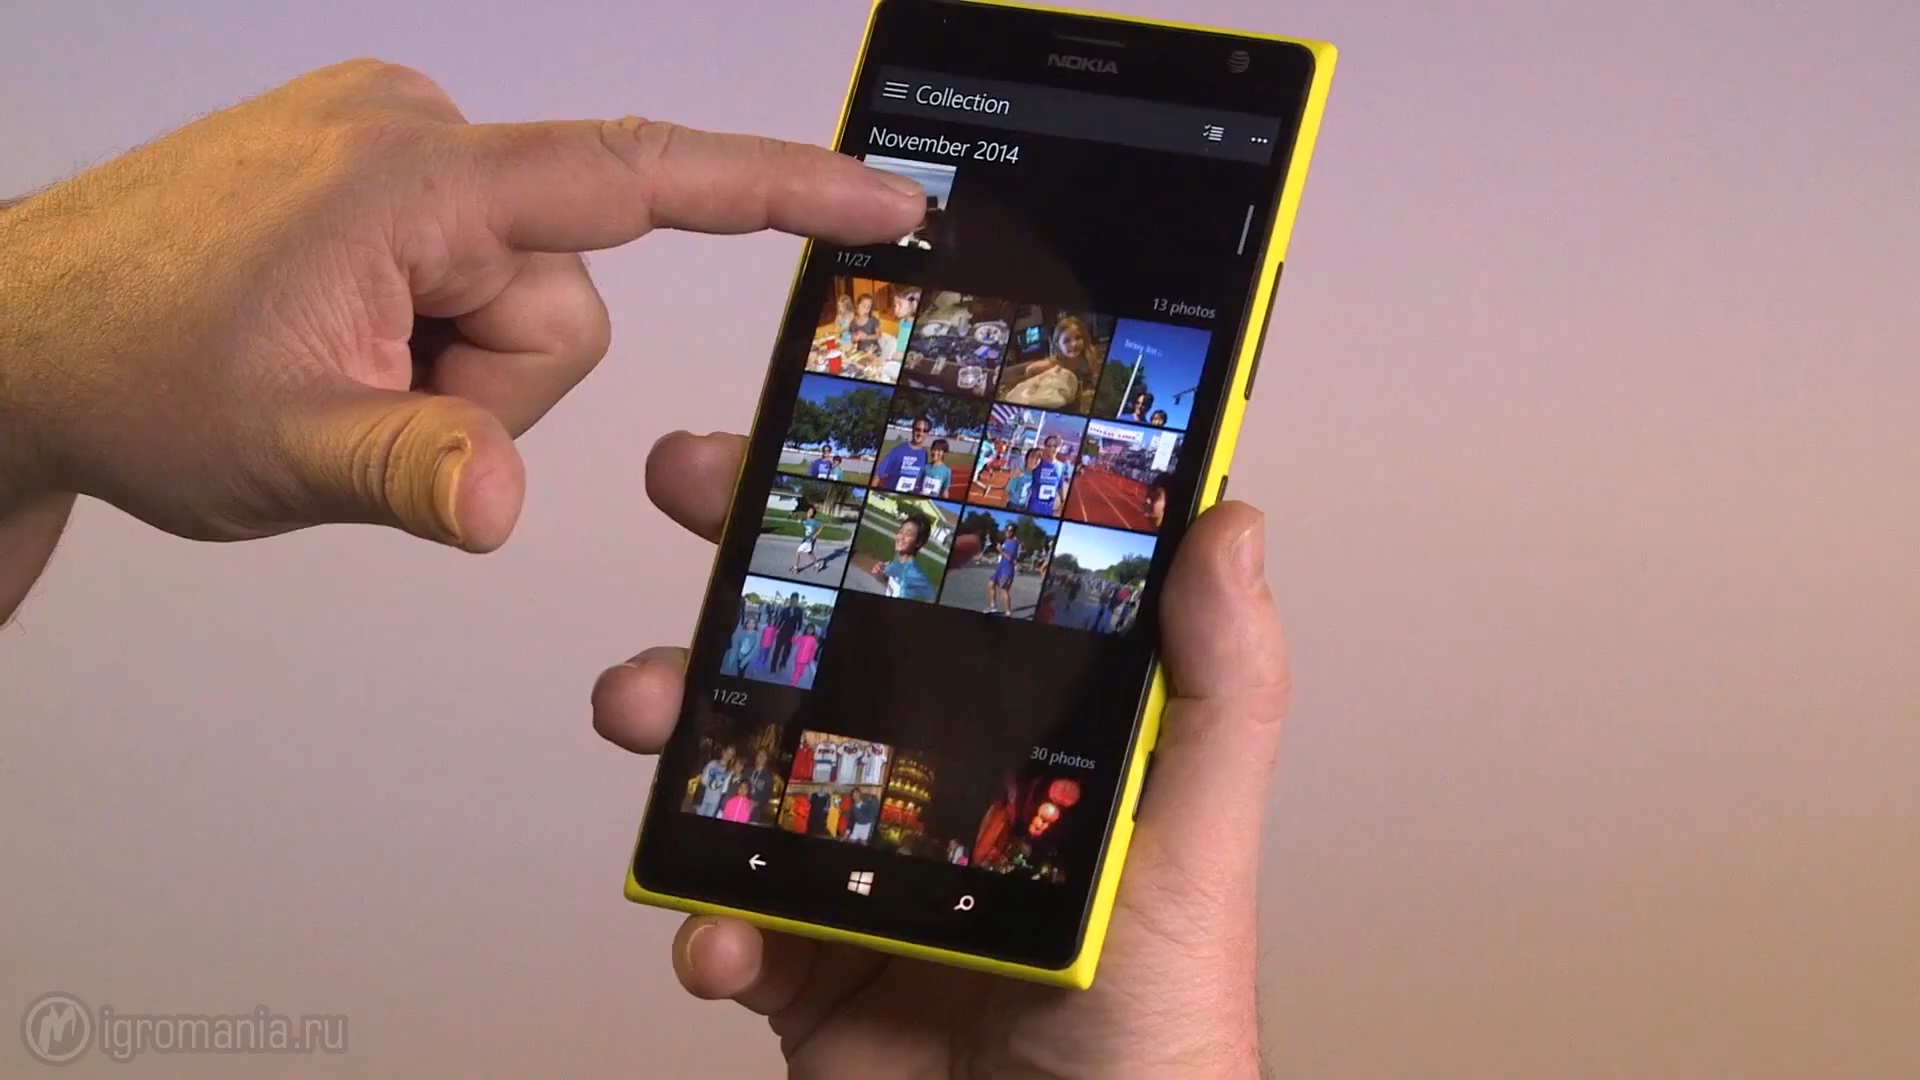 NOKIA
Collection
November 2014
11/27
13 photos
11/22
30 photos
igromania.ru